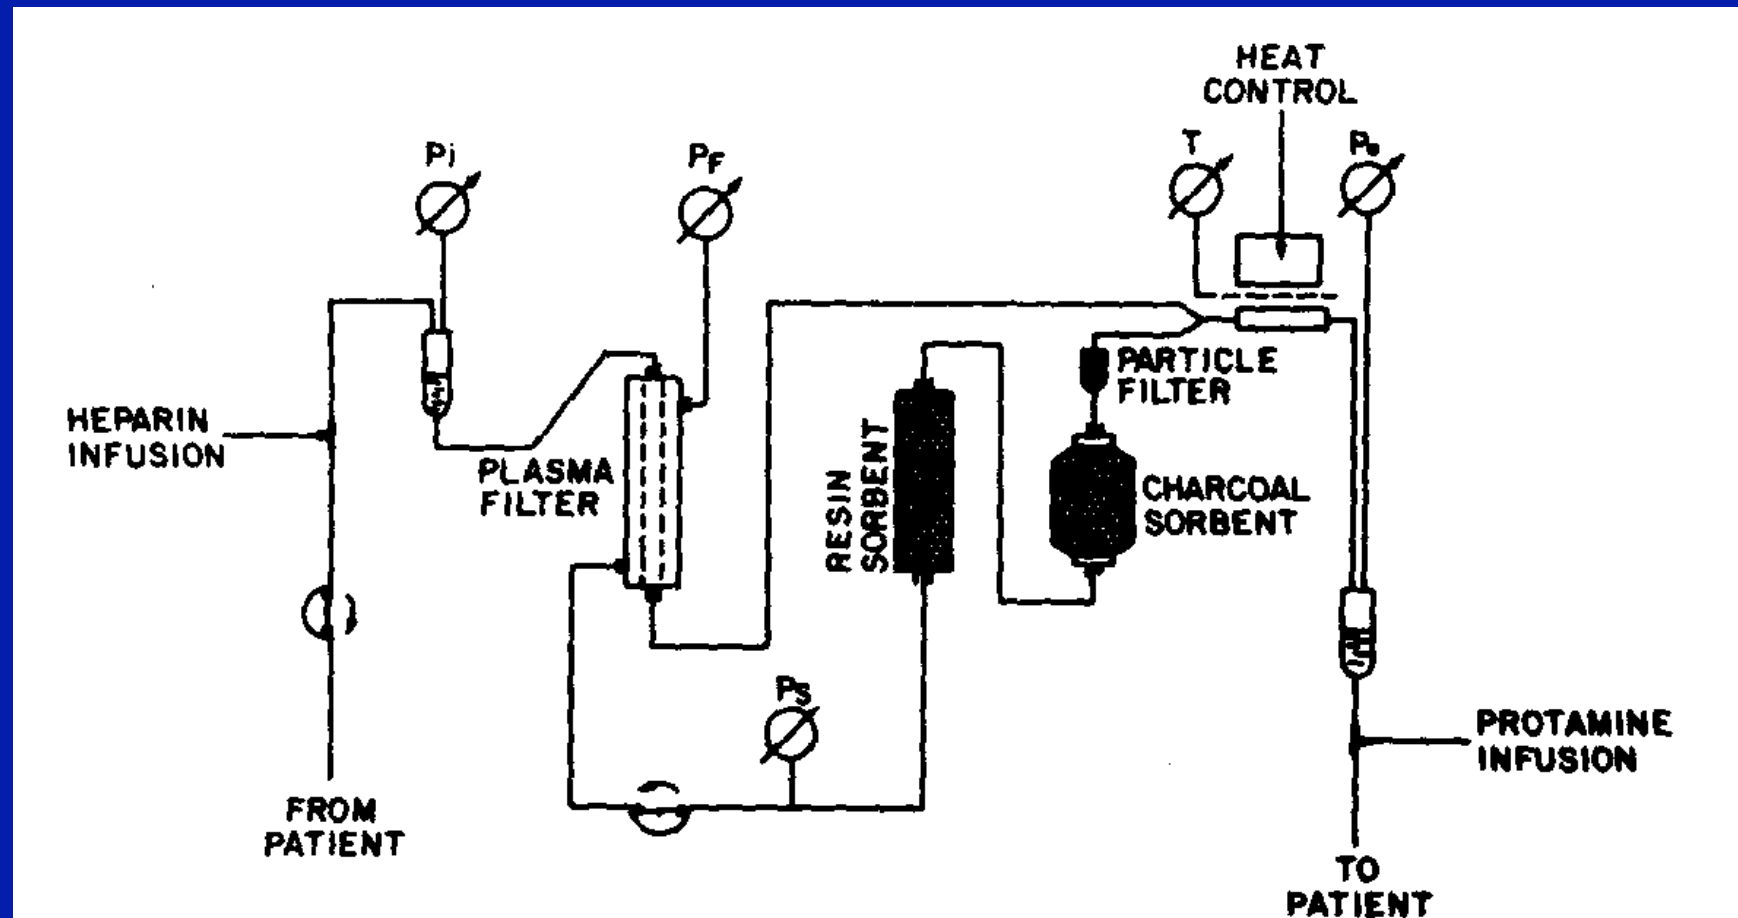 HEAT
CONTROL
Pi
PF
T
Po
HEPARIN
INFUSION
PLASMA
FILTER
RESIN
SORBENT
PARTICLE
FILTER
CHARCOAL
SORBENT
PS
PROTAMINE
INFUSION
FROM
PATIENT
TO
PATIENT